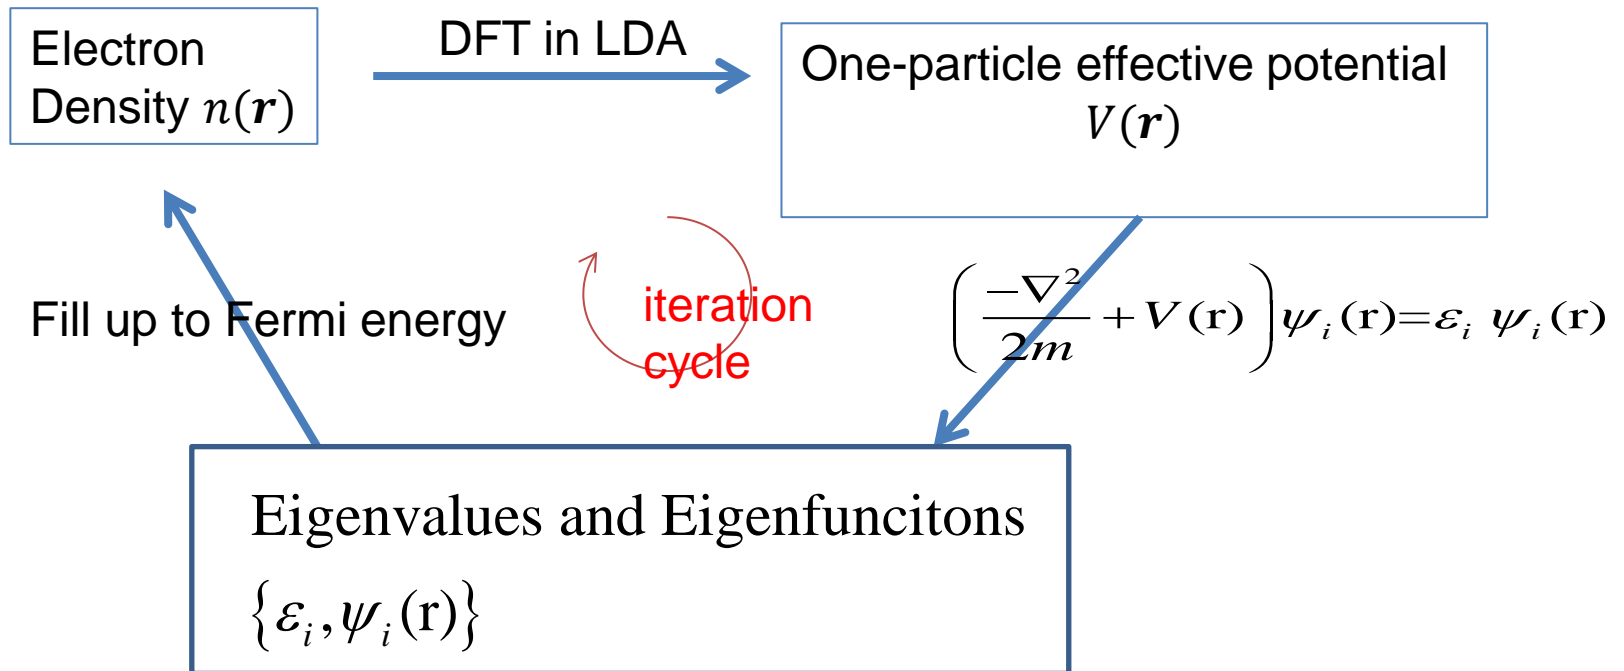 Electron
Density n(r)
DFT in LDA
One-particle effective potential
V(r)
Fill up to Fermi energy
iteration
cycle
(−∇²/2m + V(r)) ψᵢ(r)=εᵢ ψᵢ(r)
Eigenvalues and Eigenfuncitons
{εᵢ,ψᵢ(r)}